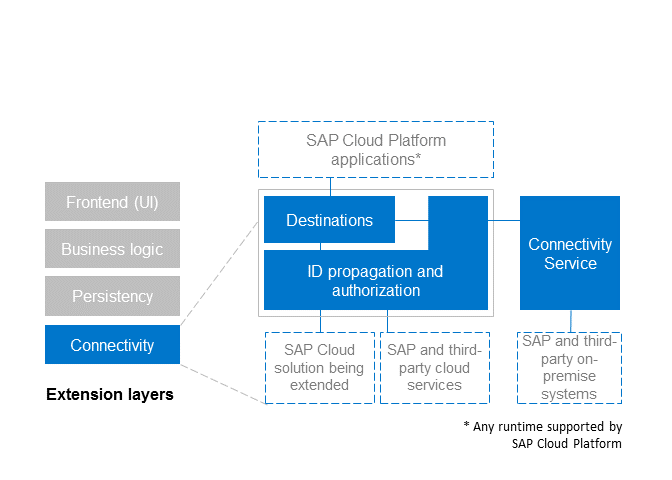 SAP Cloud Platform
applications*
Frontend (UI)
Business logic
Persistency
Connectivity
Extension layers
Destinations
ID propagation and
authorization
Connectivity
Service
SAP Cloud
solution being
extended
SAP and third-
party cloud
services
SAP and third-
party on-
premise
systems
* Any runtime supported by
SAP Cloud Platform